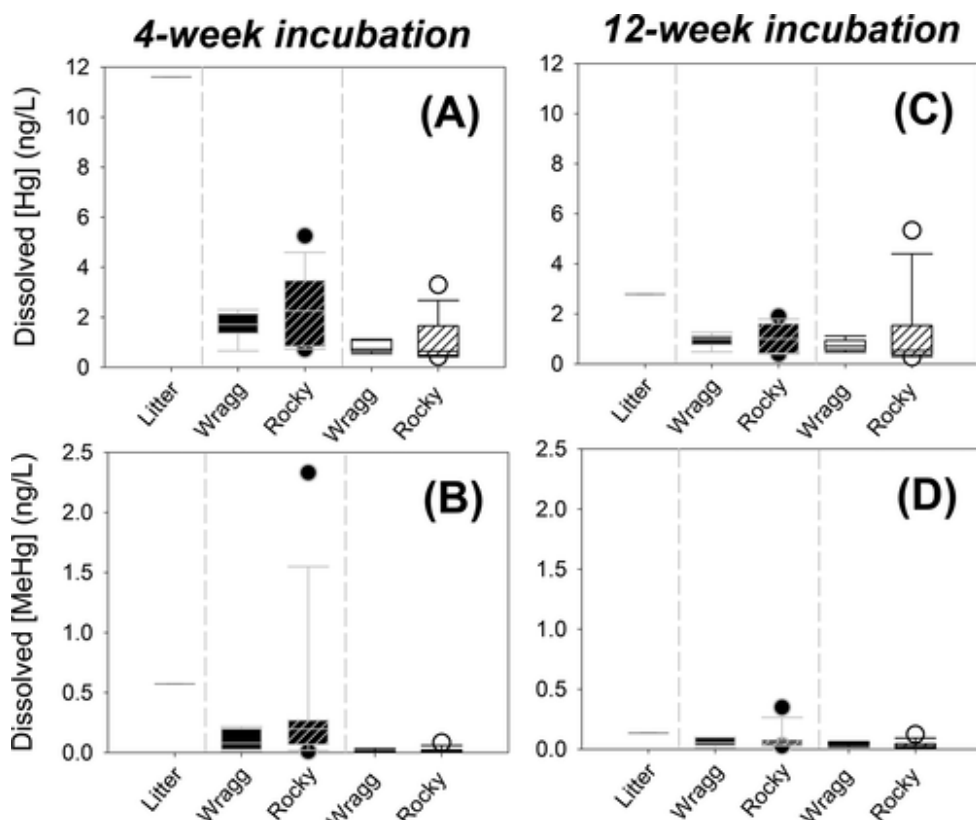 4-week incubation
12-week incubation
Dissolved [Hg] (ng/L)
12
10
8
6
4
2
0
(A)
Litter
Wragg
Rocky
Wragg
Rocky
12
10
8
6
4
2
0
(C)
Litter
Wragg
Rocky
Wragg
Rocky
Dissolved [MeHg] (ng/L)
2.5
2.0
1.5
1.0
0.5
0.0
(B)
Litter
Wragg
Rocky
Wragg
Rocky
2.5
2.0
1.5
1.0
0.5
0.0
(D)
Litter
Wragg
Rocky
Wragg
Rocky